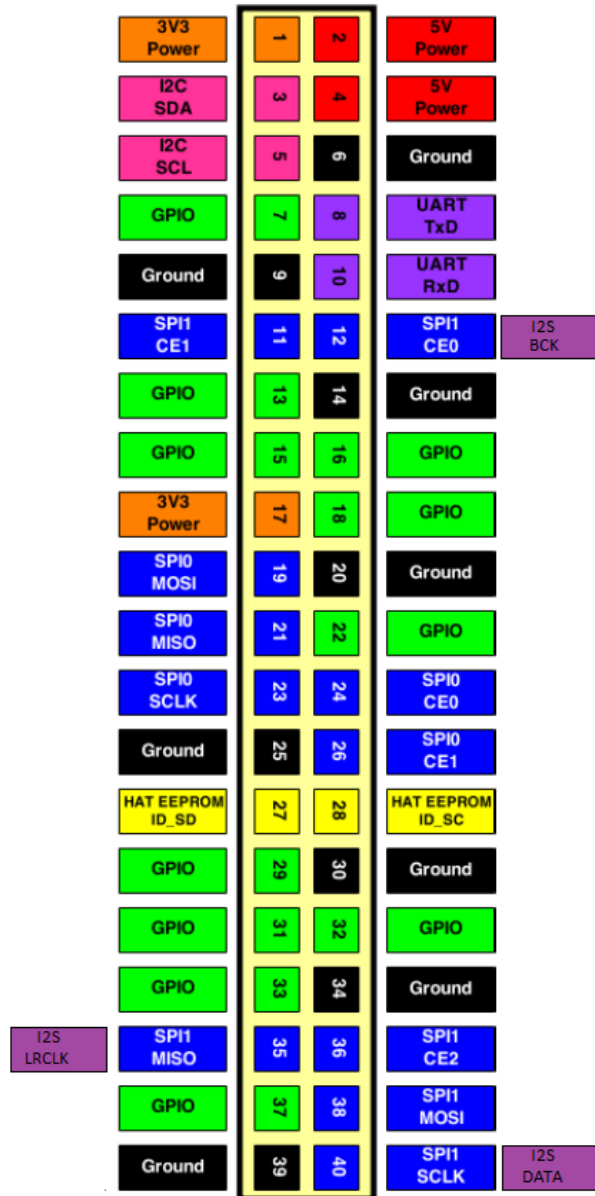 3V3
Power
1
2
5V
Power
I2C
SDA
3
4
5V
Power
I2C
SCL
5
6
Ground
GPIO
7
8
UART
TxD
Ground
9
10
UART
RxD
SPI1
CE1
11
12
SPI1
CE0
I2S
BCK
GPIO
13
14
Ground
GPIO
15
16
GPIO
3V3
Power
17
18
GPIO
SPI0
MOSI
19
20
Ground
SPI0
MISO
21
22
GPIO
SPI0
SCLK
23
24
SPI0
CE0
Ground
25
26
SPI0
CE1
HAT EEPROM
ID_SD
27
28
HAT EEPROM
ID_SC
GPIO
29
30
Ground
GPIO
31
32
GPIO
GPIO
33
34
Ground
I2S
LRCLK
SPI1
MISO
35
36
SPI1
CE2
GPIO
37
38
SPI1
MOSI
Ground
39
40
SPI1
SCLK
I2S
DATA